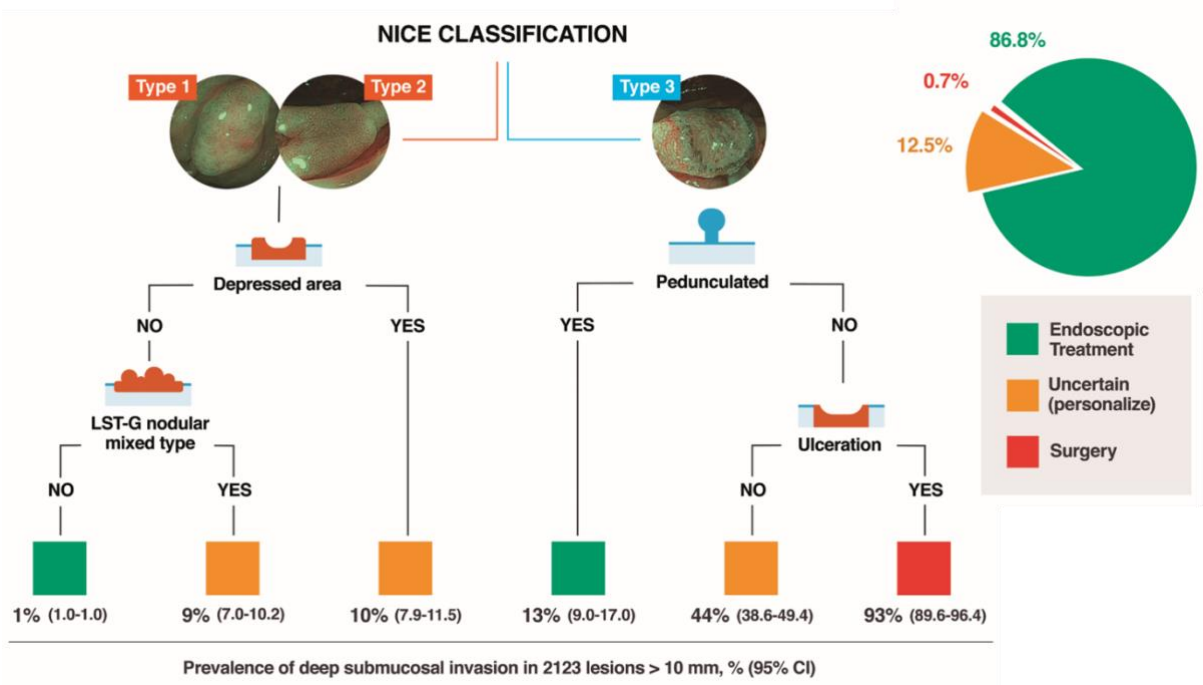 NICE CLASSIFICATION
Type 1
Type 2
Type 3
Depressed area
Pedunculated
NO
YES
YES
NO
LST-G nodular
mixed type
Ulceration
NO
YES
NO
YES
1% (1.0-1.0)
9% (7.0-10.2)
10% (7.9-11.5)
13% (9.0-17.0)
44% (38.6-49.4)
93% (89.6-96.4)
Prevalence of deep submucosal invasion in 2123 lesions > 10 mm, % (95% CI)
86.8%
0.7%
12.5%
Endoscopic
Treatment
Uncertain
(personalize)
Surgery